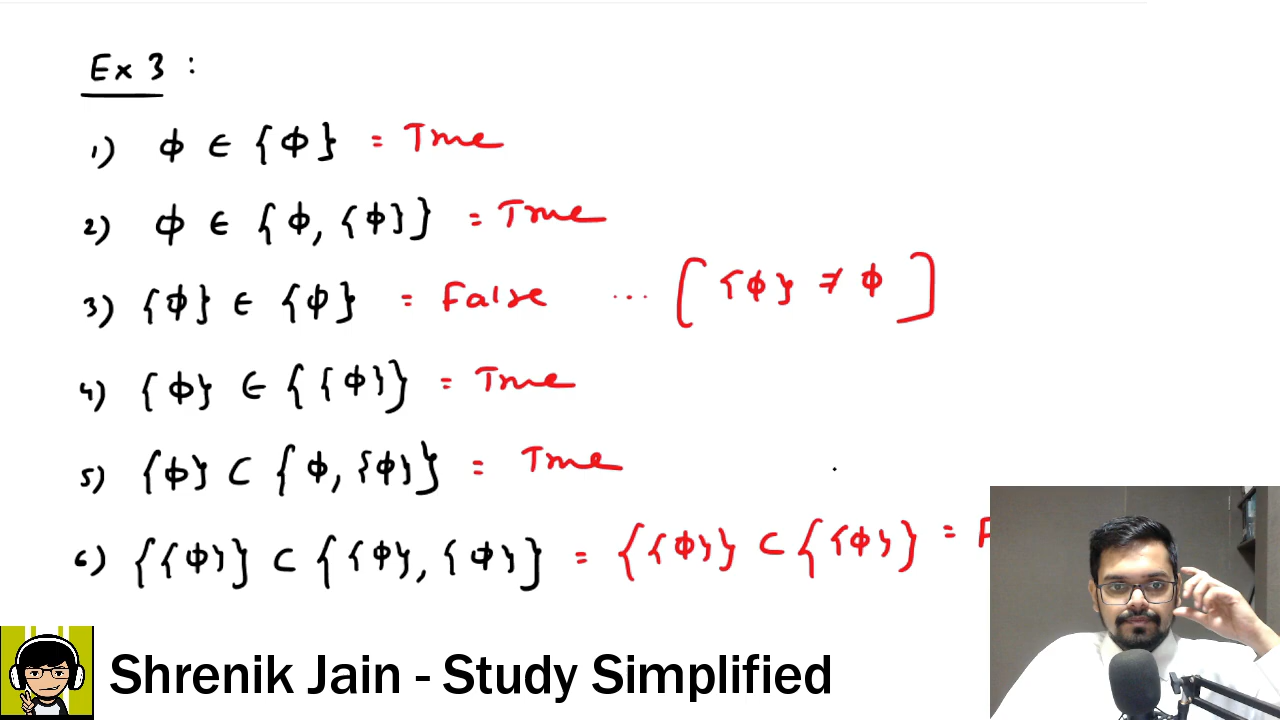 Ex 3 :
1) ϕ ∈ {ϕ} = True
2) ϕ ∈ {ϕ, {ϕ}} = True
3) {ϕ} ∈ {ϕ} = False ... [{ϕ} ≠ ϕ]
4) {ϕ} ∈ {{ϕ}} = True
5) {ϕ} ⊂ {ϕ, {ϕ}} = True
6) {{ϕ}} ⊂ {{ϕ}, {ϕ}} = {{ϕ}} ⊂ {{ϕ}} =
Shrenik Jain - Study Simplified